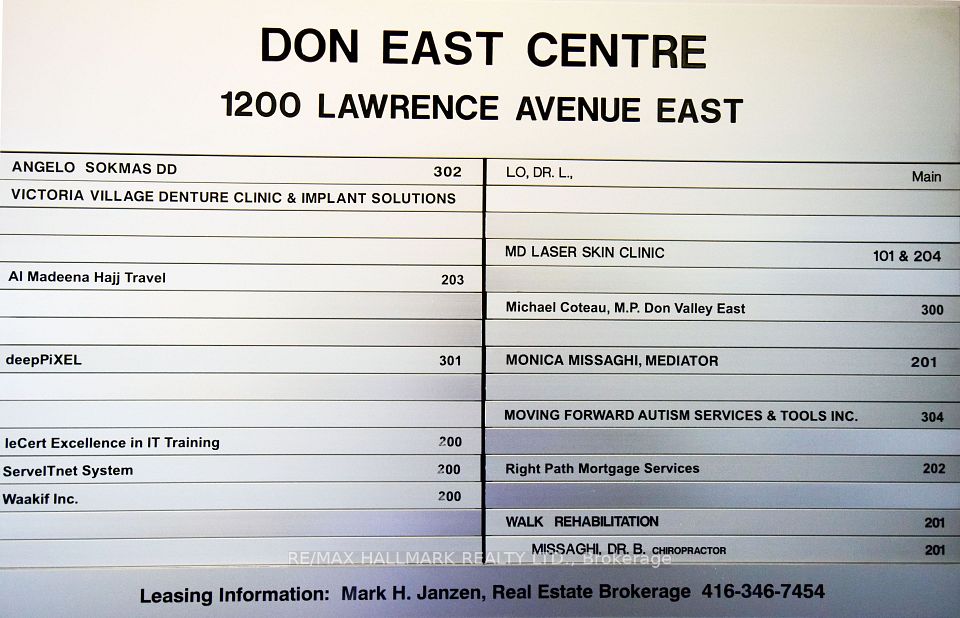 DON EAST CENTRE
1200 LAWRENCE AVENUE EAST
ANGELO SOKMAS DD 302
VICTORIA VILLAGE DENTURE CLINIC & IMPLANT SOLUTIONS
Al Madeena Hajj Travel 203
deepPiXEL 301
IeCert Excellence in IT Training 200
ServeITnet System 200
Waakif Inc. 200
LO, DR. L., Main
MD LASER SKIN CLINIC 101 & 204
Michael Coteau, M.P. Don Valley East 300
MONICA MISSAGHI, MEDIATOR 201
MOVING FORWARD AUTISM SERVICES & TOOLS INC. 304
Right Path Mortgage Services 202
WALK REHABILITATION 201
MISSAGHI, DR. B. CHIROPRACTOR 201
RE/MAX HALLMARK REALTY LTD., Brokerage
Leasing Information: Mark H. Janzen, Real Estate Brokerage 416-346-7454